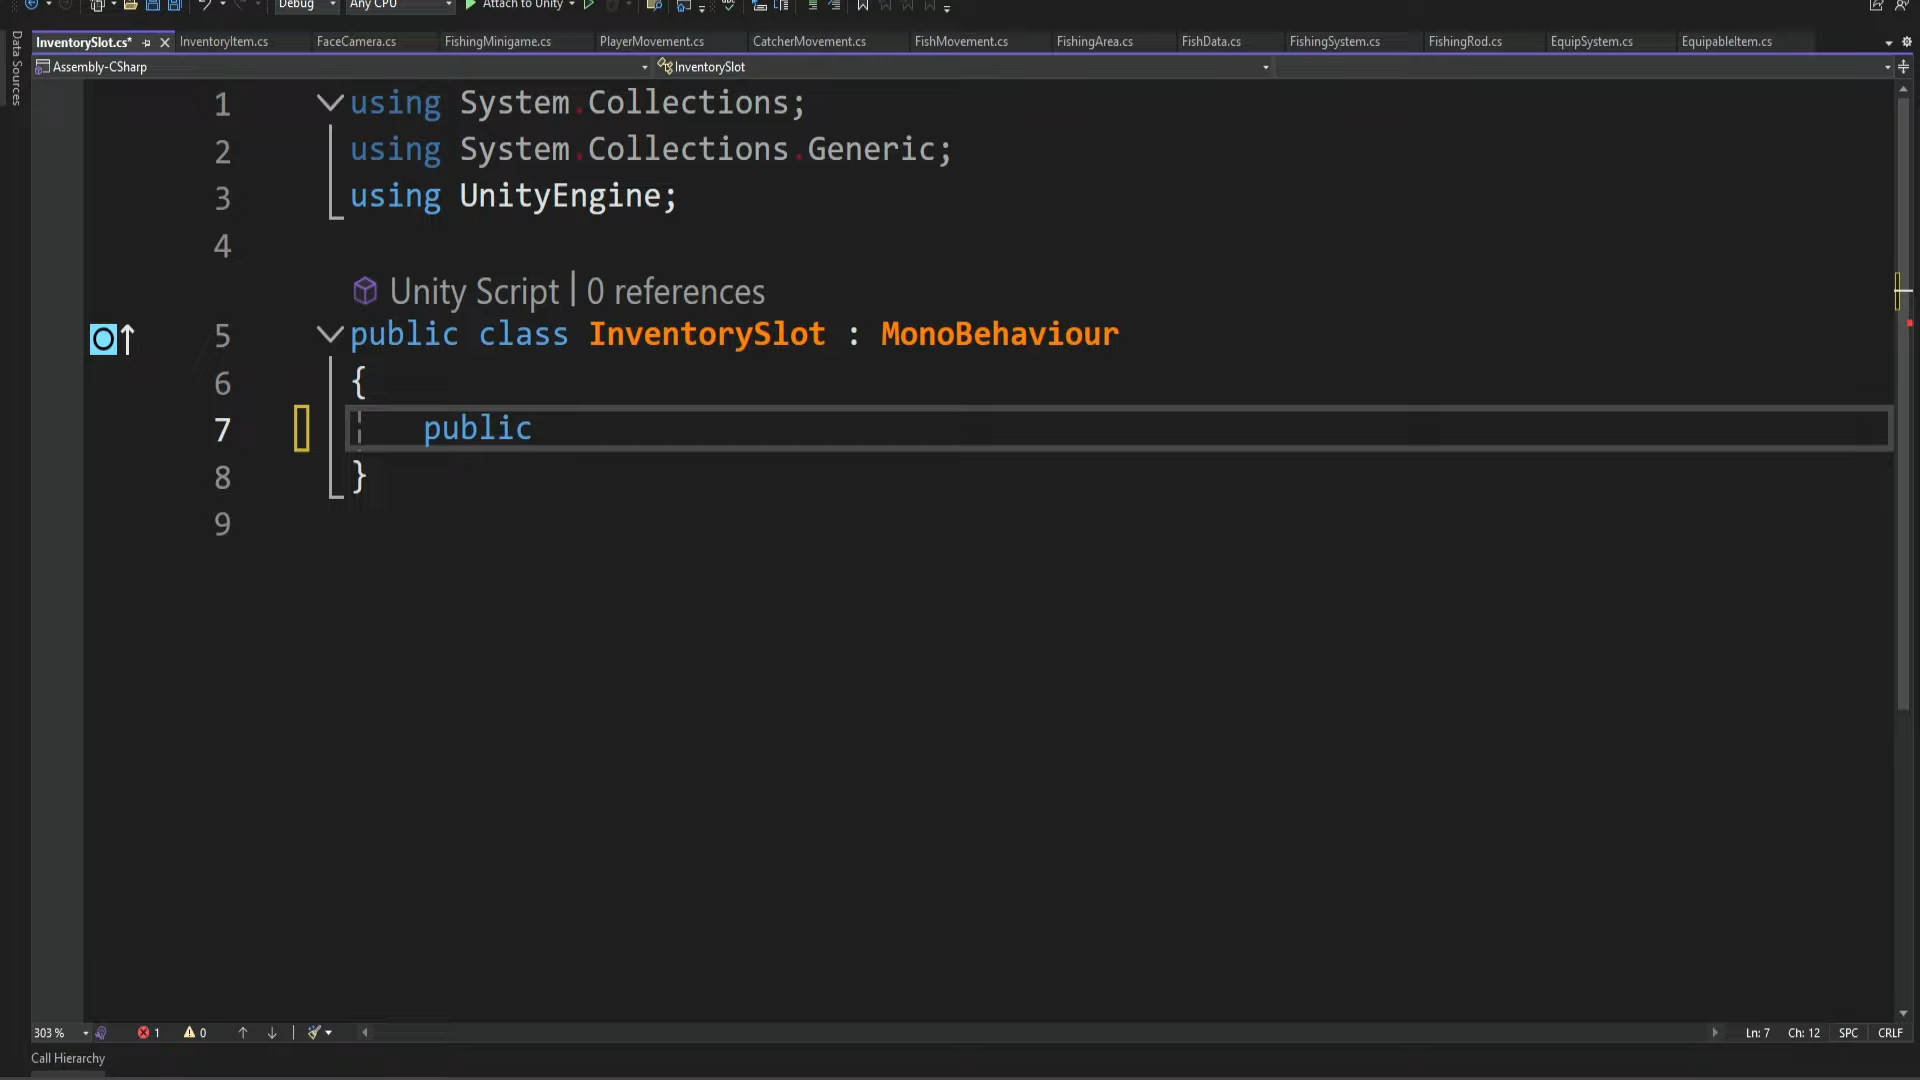 Debug Any CPU Attach to Unity
InventorySlot.cs* InventoryItem.cs FaceCamera.cs FishingMinigame.cs PlayerMovement.cs CatcherMovement.cs FishMovement.cs FishingArea.cs FishData.cs FishingSystem.cs FishingRod.cs EquipSystem.cs EquipableItem.cs
Data Sources
Assembly-CSharp InventorySlot
1 using System.Collections;
2 using System.Collections.Generic;
3 using UnityEngine;
4
Unity Script | 0 references
5 public class InventorySlot : MonoBehaviour
6 {
7 public
8 }
9
303 % 1 0 Ln: 7 Ch: 12 SPC CRLF
Call Hierarchy